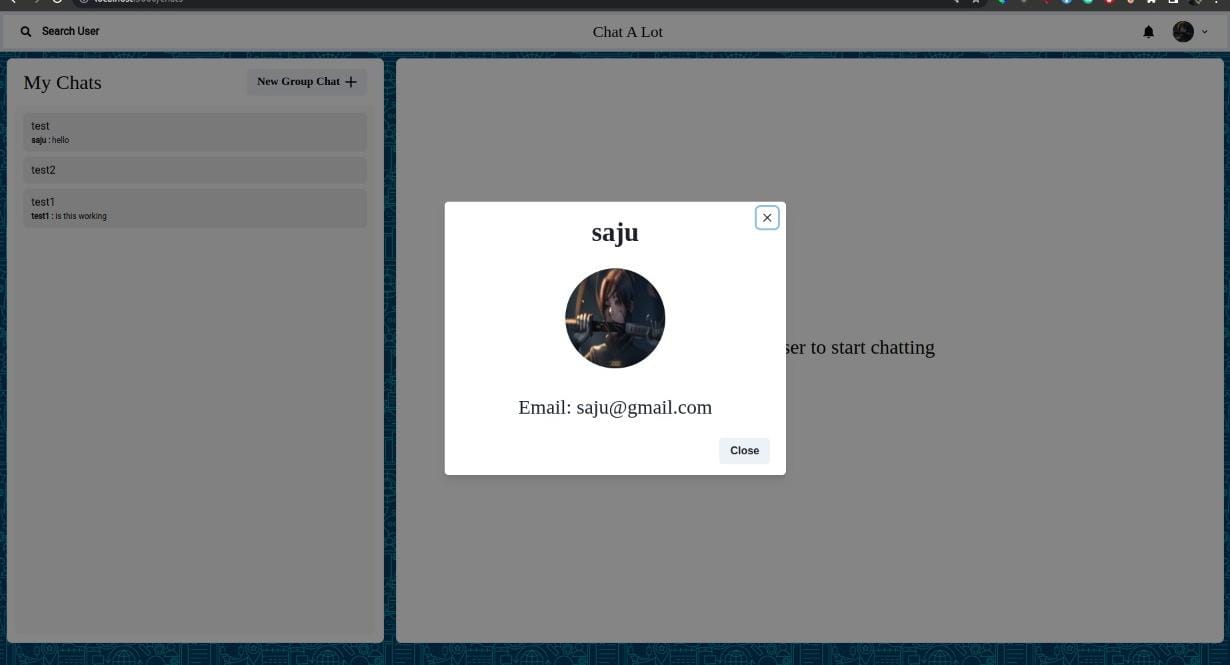 Search User
Chat A Lot
My Chats
New Group Chat
test
saju : hello
test2
test1
test1 : is this working
saju
ser to start chatting
Email: saju@gmail.com
Close